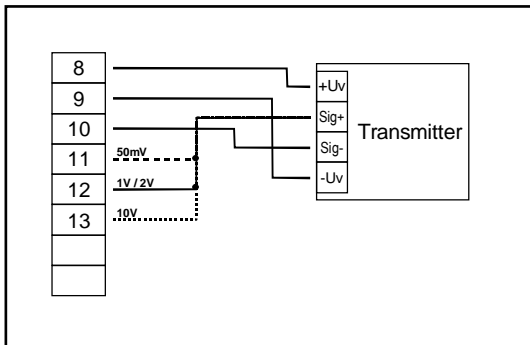 8
9
10
11
12
13
50mV
1V / 2V
10V
+Uv
Sig+
Sig-
-Uv
Transmitter